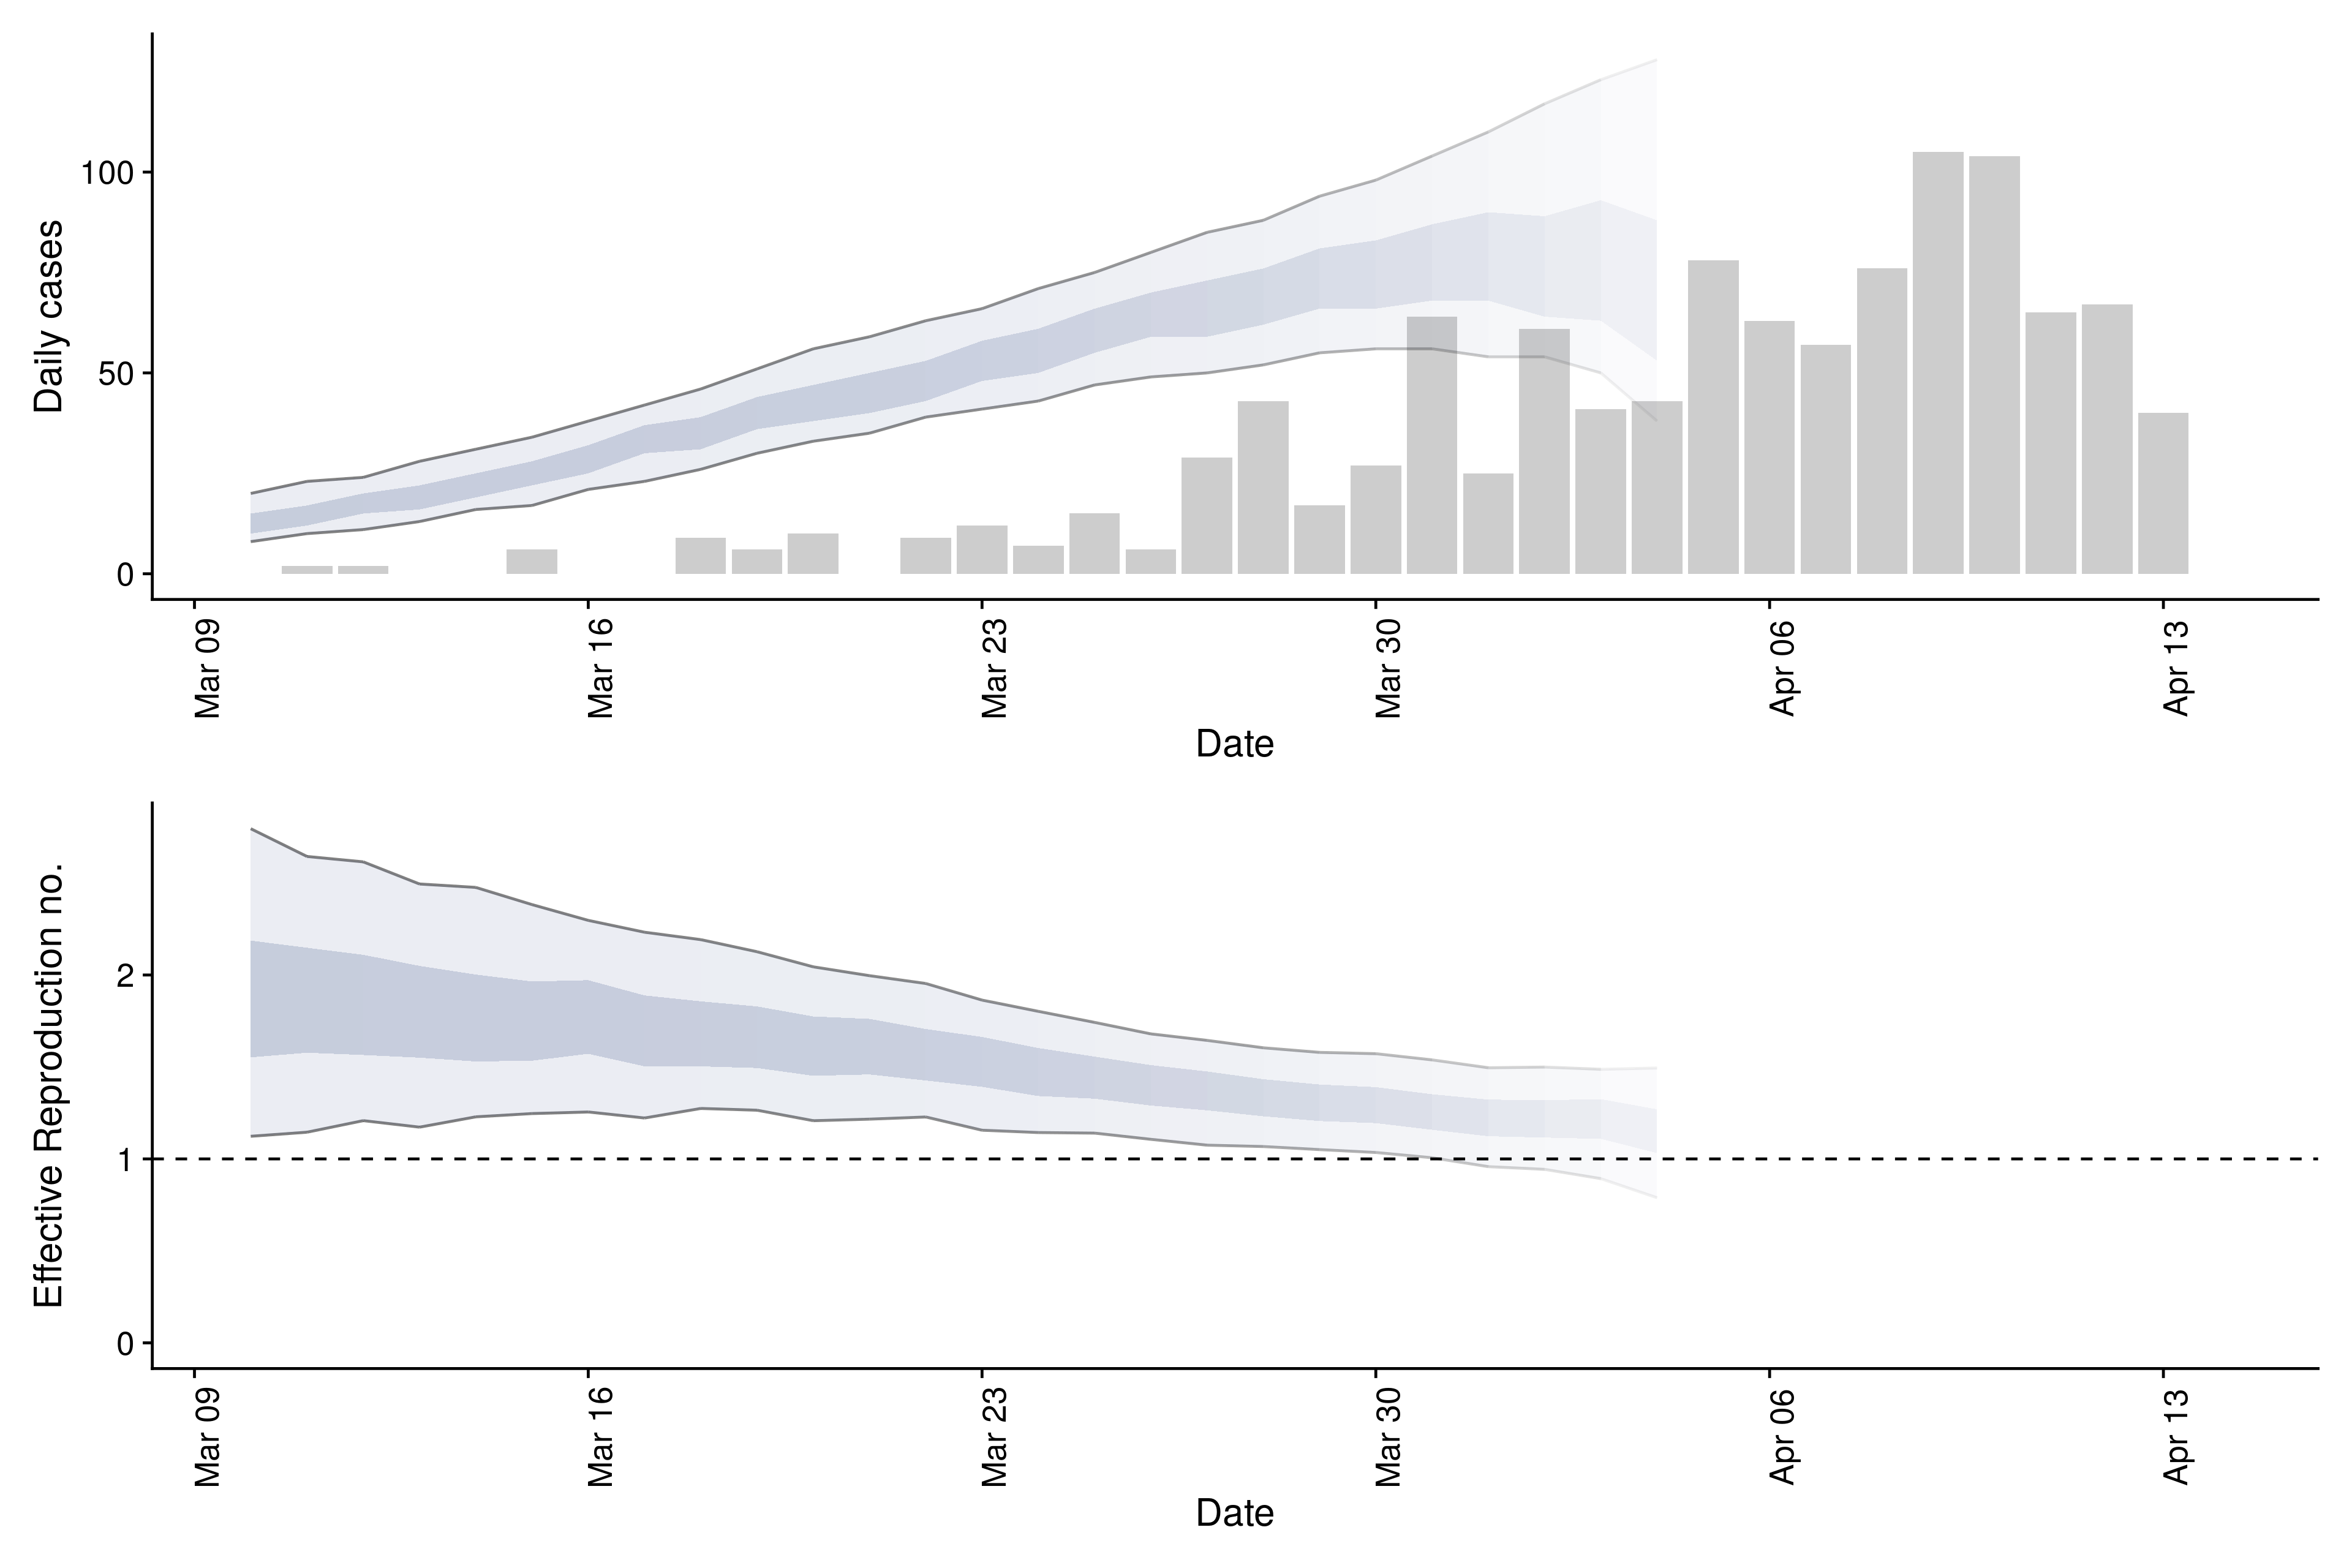 Daily cases
100
50
0
Mar 09
Mar 16
Mar 23
Mar 30
Apr 06
Apr 13
Date
Effective Reproduction no.
2
1
0
Mar 09
Mar 16
Mar 23
Mar 30
Apr 06
Apr 13
Date